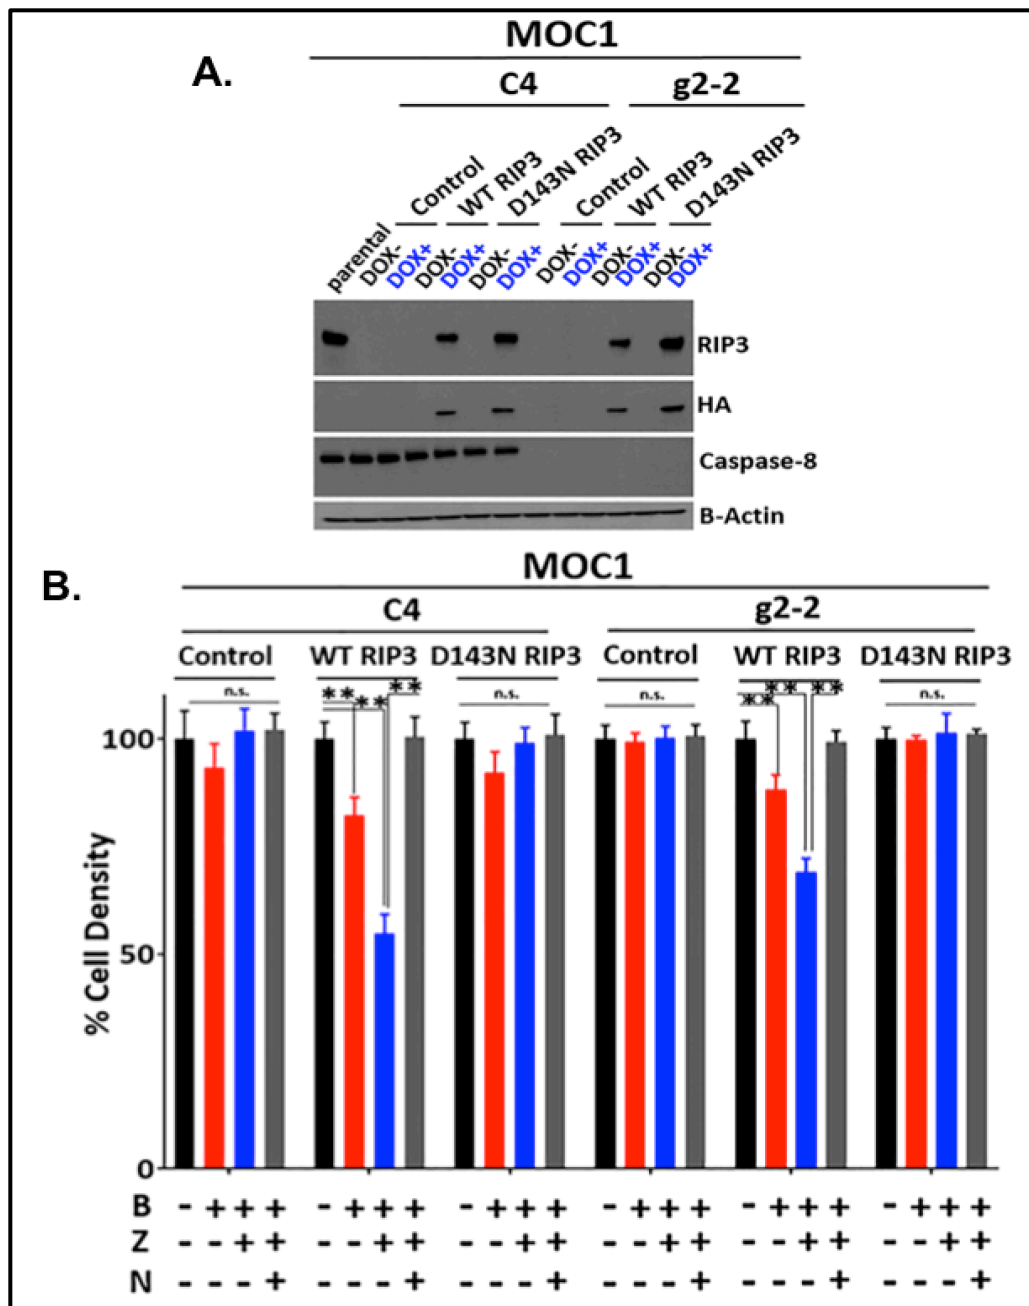 MOC1
A.
C4 g2-2
Control WT RIP3 D143N RIP3 Control WT RIP3 D143N RIP3
parental DOX- DOX+ DOX- DOX+ DOX- DOX+ DOX- DOX+ DOX- DOX+ DOX- DOX+
RIP3
HA
Caspase-8
B-Actin
MOC1
B.
C4 g2-2
Control WT RIP3 D143N RIP3 Control WT RIP3 D143N RIP3
n.s. ** ** ** n.s. n.s. ** ** ** n.s.
100
50
0
% Cell Density
B - + + + - + + + - + + + - + + + - + + + - + + +
Z - - + + - - + + - - + + - - + + - - + + - - + +
N - - - + - - - + - - - + - - - + - - - + - - - +